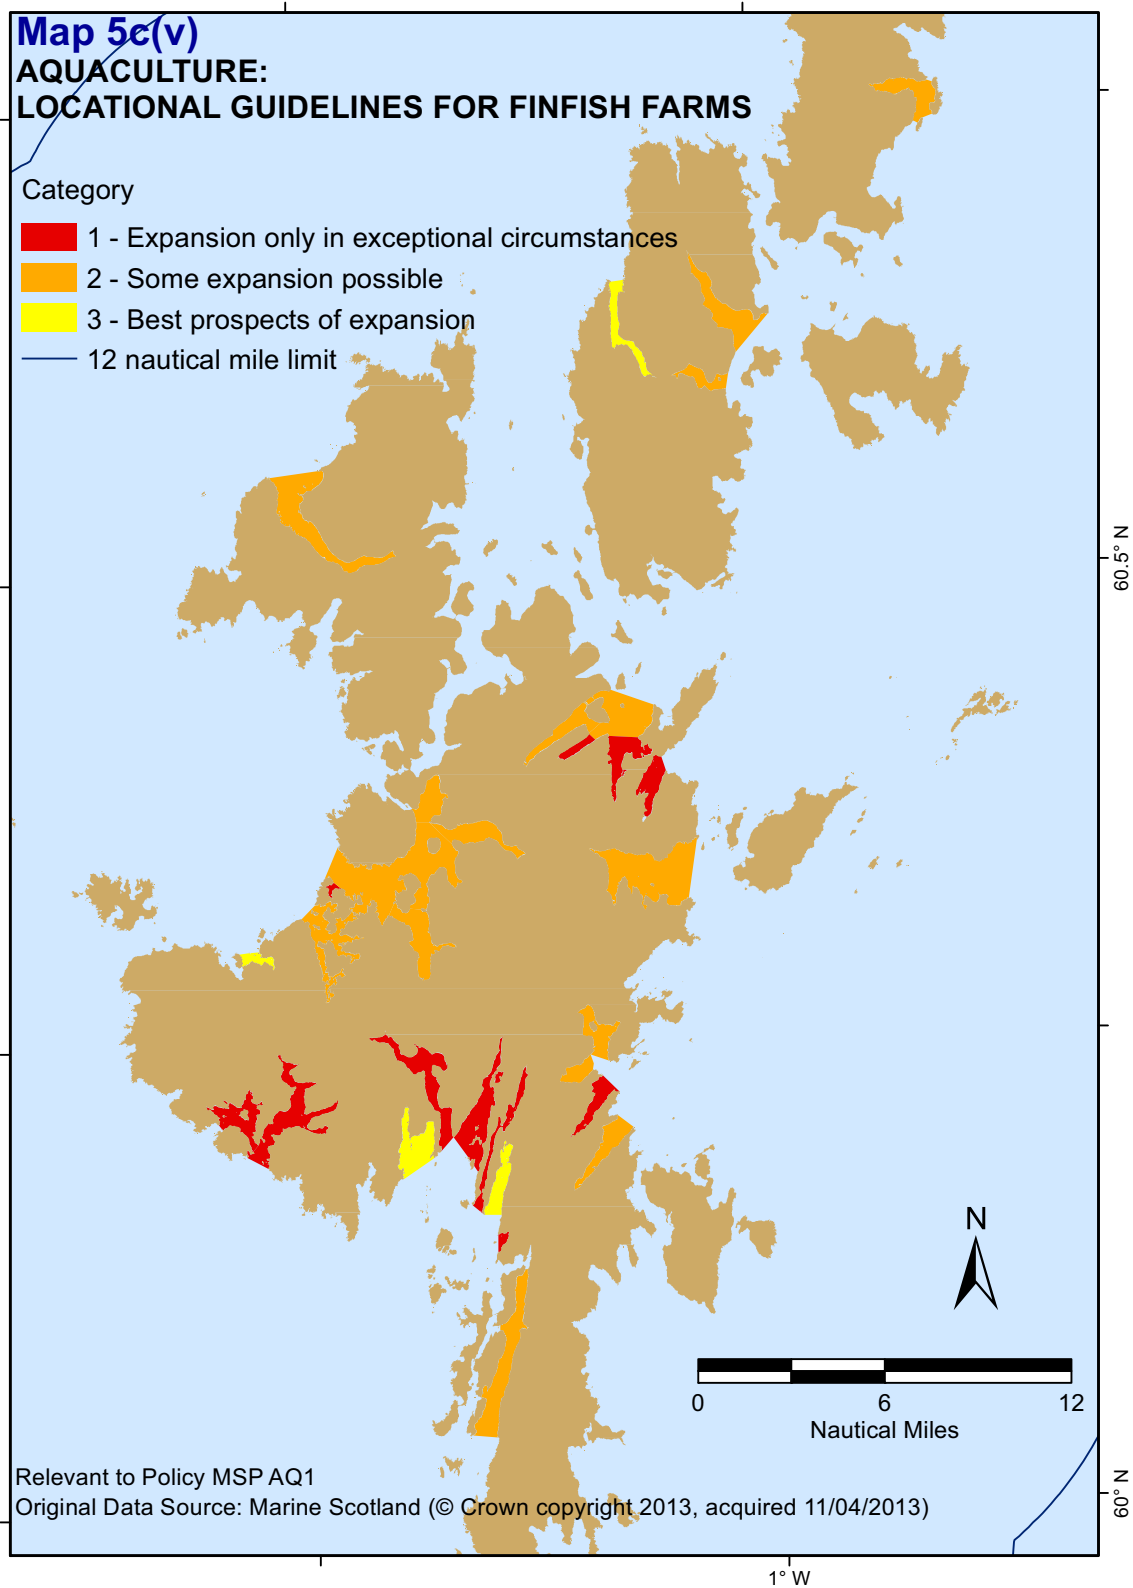 Map 5c(v)
AQUACULTURE:
LOCATIONAL GUIDELINES FOR FINFISH FARMS
Category
1 - Expansion only in exceptional circumstances
2 - Some expansion possible
3 - Best prospects of expansion
12 nautical mile limit
60.5° N
N
0 6 12
Nautical Miles
Relevant to Policy MSP AQ1
Original Data Source: Marine Scotland (© Crown copyright 2013, acquired 11/04/2013)
60° N
1° W